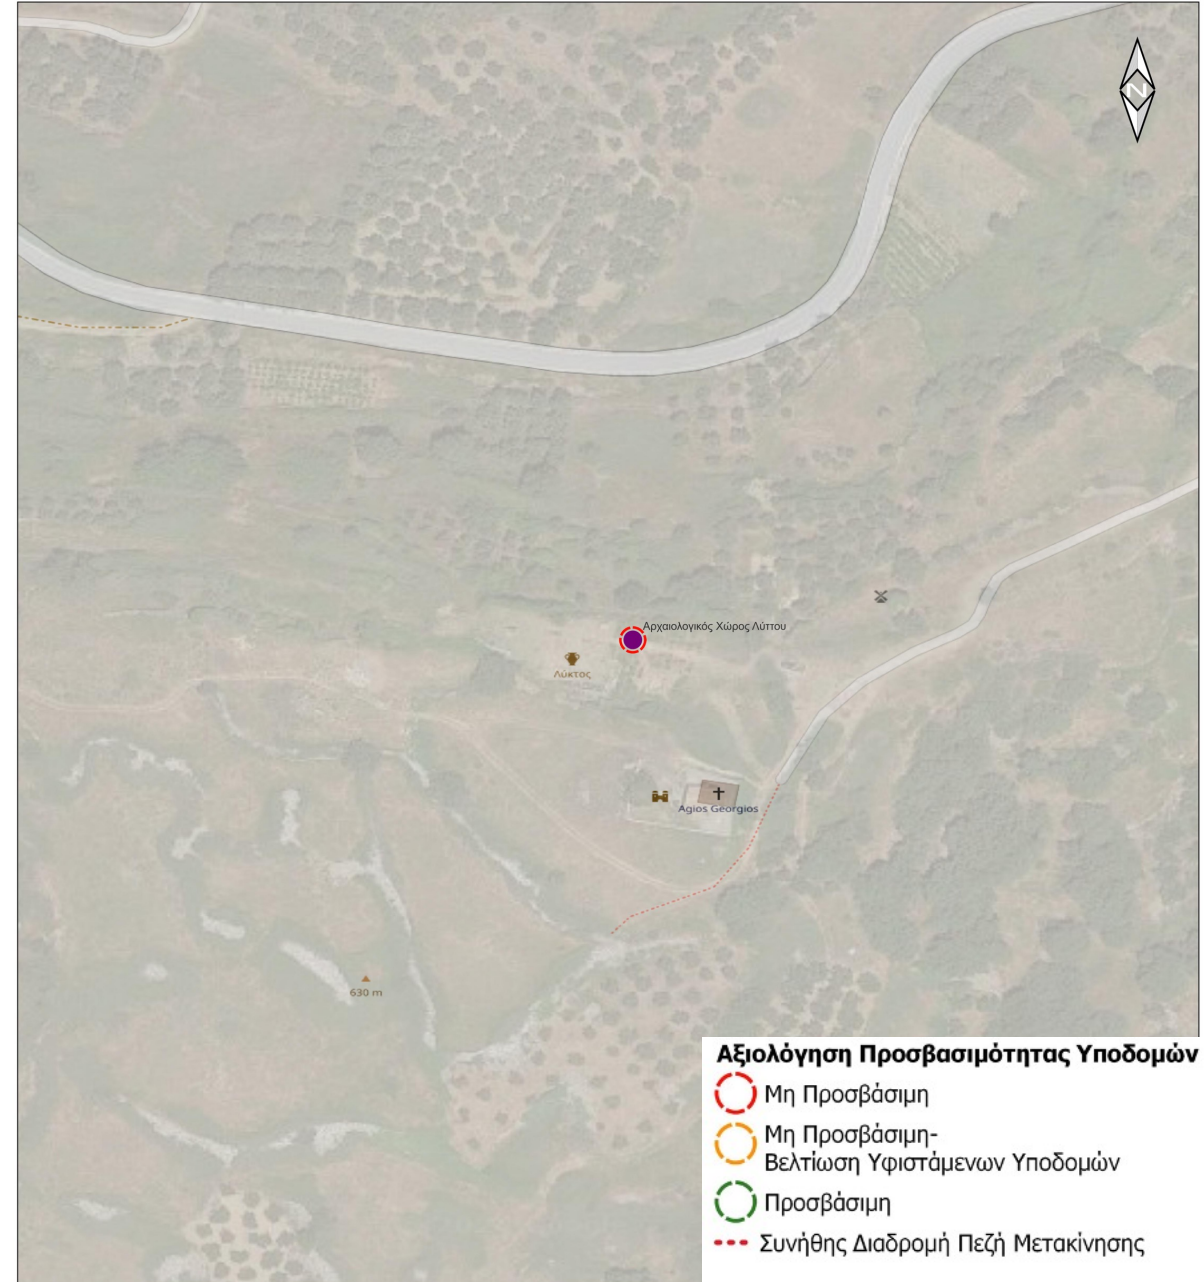 N
Αρχαιολογικός Χώρος Λύττου
Λύκτος
Agios Georgios
630 m
Αξιολόγηση Προσβασιμότητας Υποδομών
Μη Προσβάσιμη
Μη Προσβάσιμη-
Βελτίωση Υφιστάμενων Υποδομών
Προσβάσιμη
Συνήθης Διαδρομή Πεζή Μετακίνησης